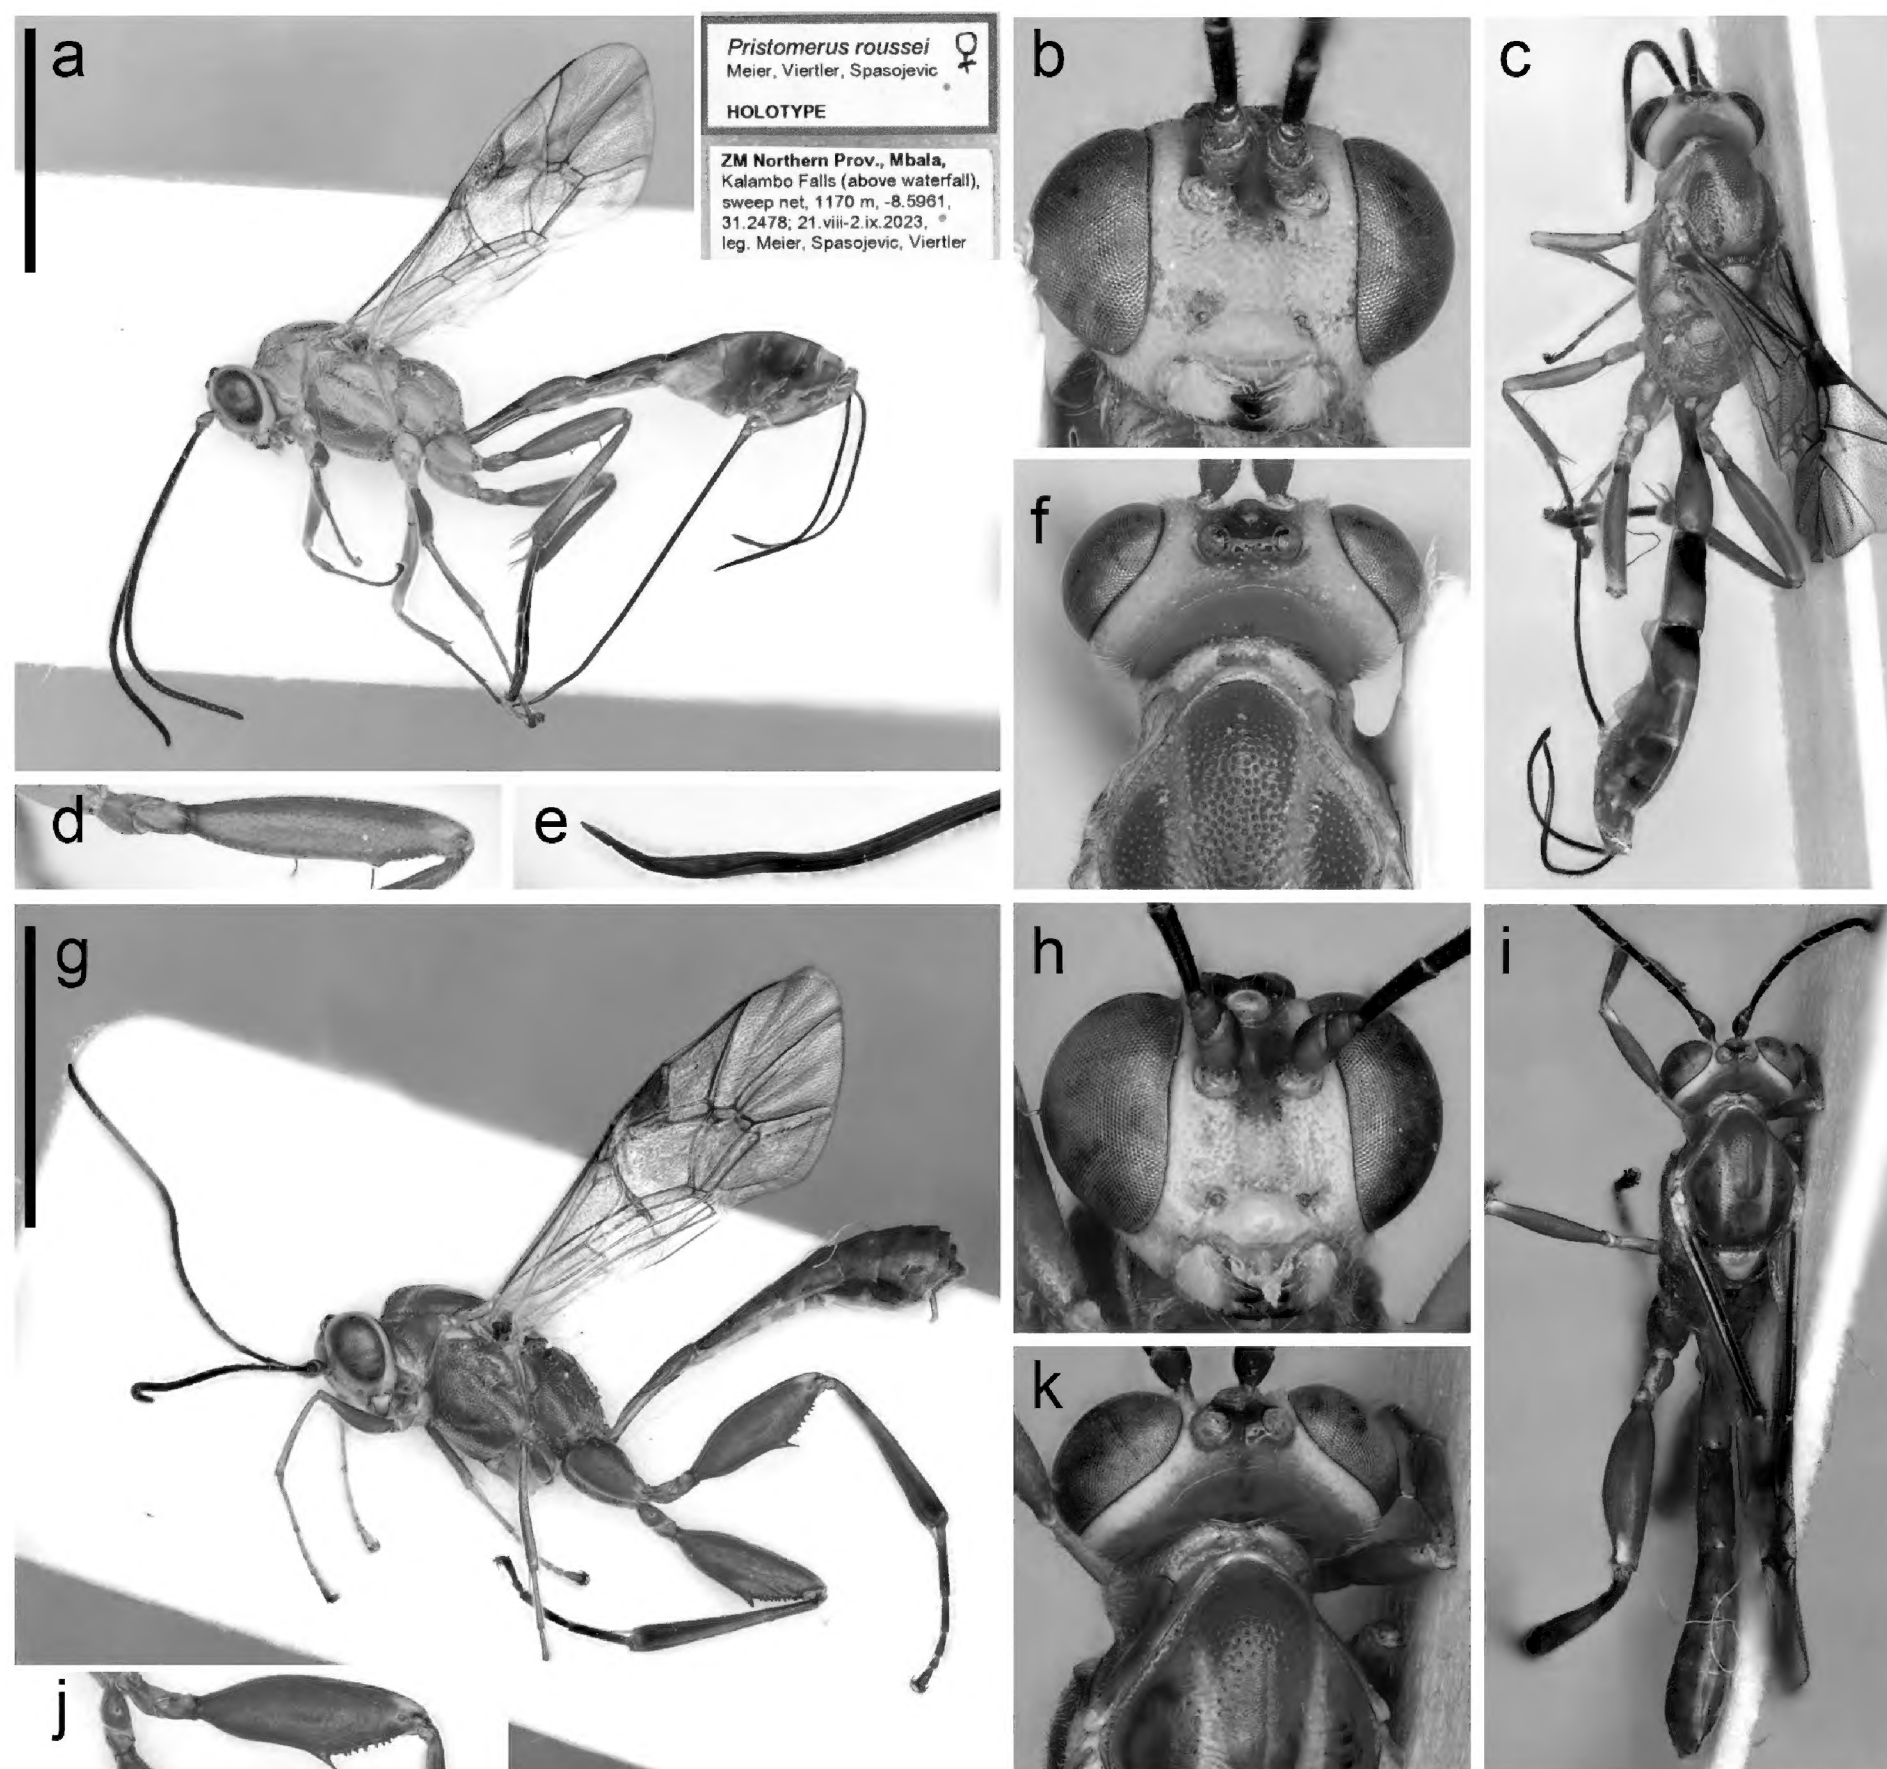 a
Pristomerus roussei ♀
Meier, Viertler, Spasojevic
HOLOTYPE
ZM Northern Prov., Mbala,
Kalambo Falls (above waterfall),
sweep net, 1170 m, -8.5961,
31.2478; 21.viii-2.ix.2023,
leg. Meier, Spasojevic, Viertler
b
c
f
d
e
g
h
i
k
j